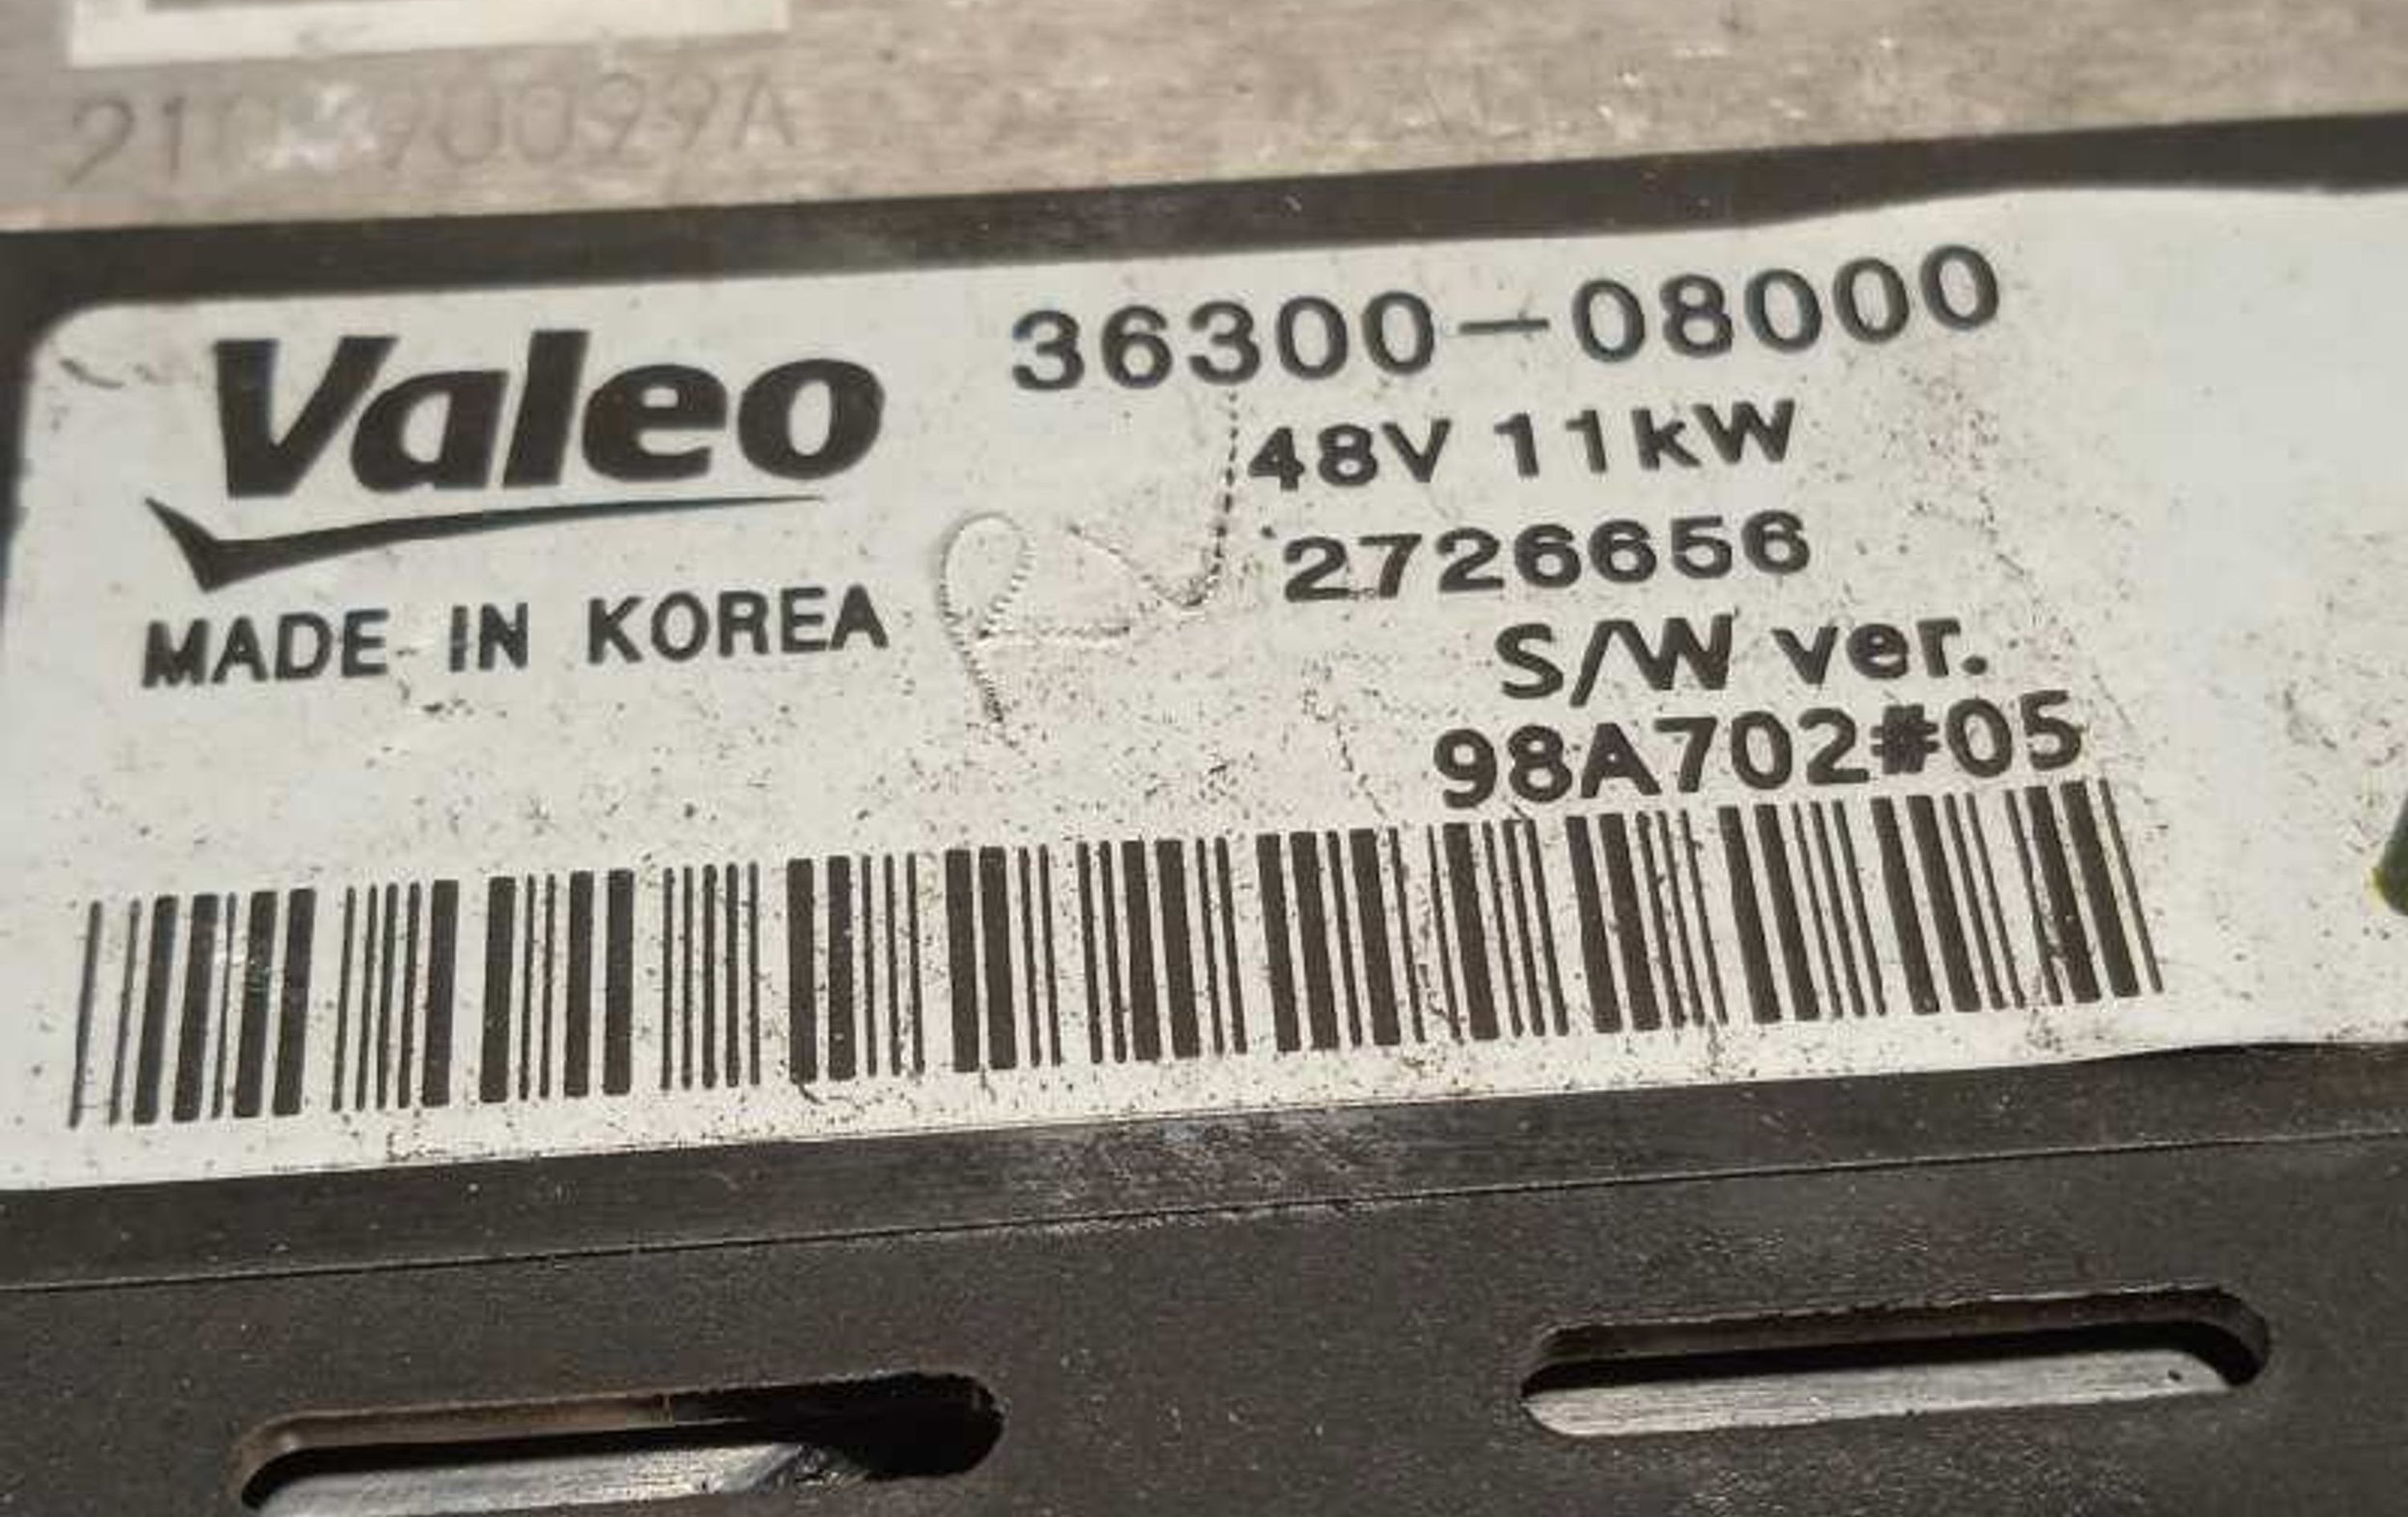 Valeo
36300-08000
48V 11kW
2726656
MADE IN KOREA
S/W ver.
98A702#05